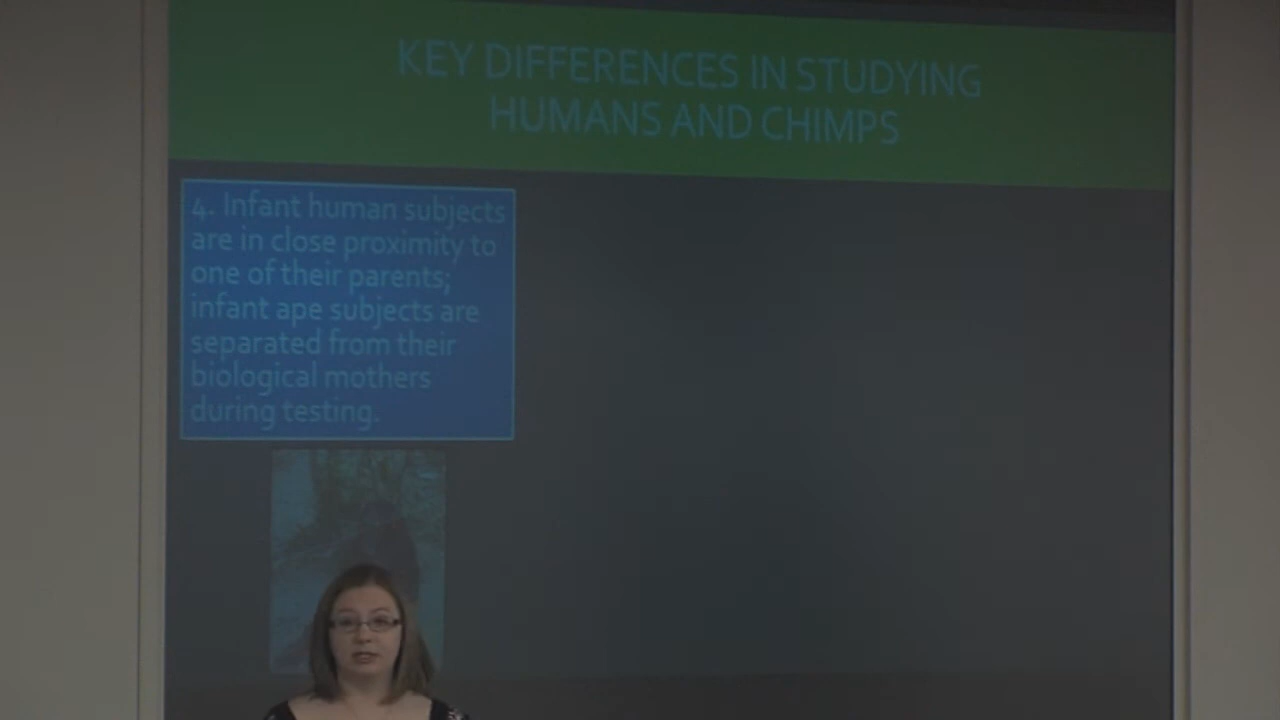 KEY DIFFERENCES IN STUDYING
HUMANS AND CHIMPS
4. Infant human subjects
are in close proximity to
one of their parents;
infant ape subjects are
separated from their
biological mothers
during testing.